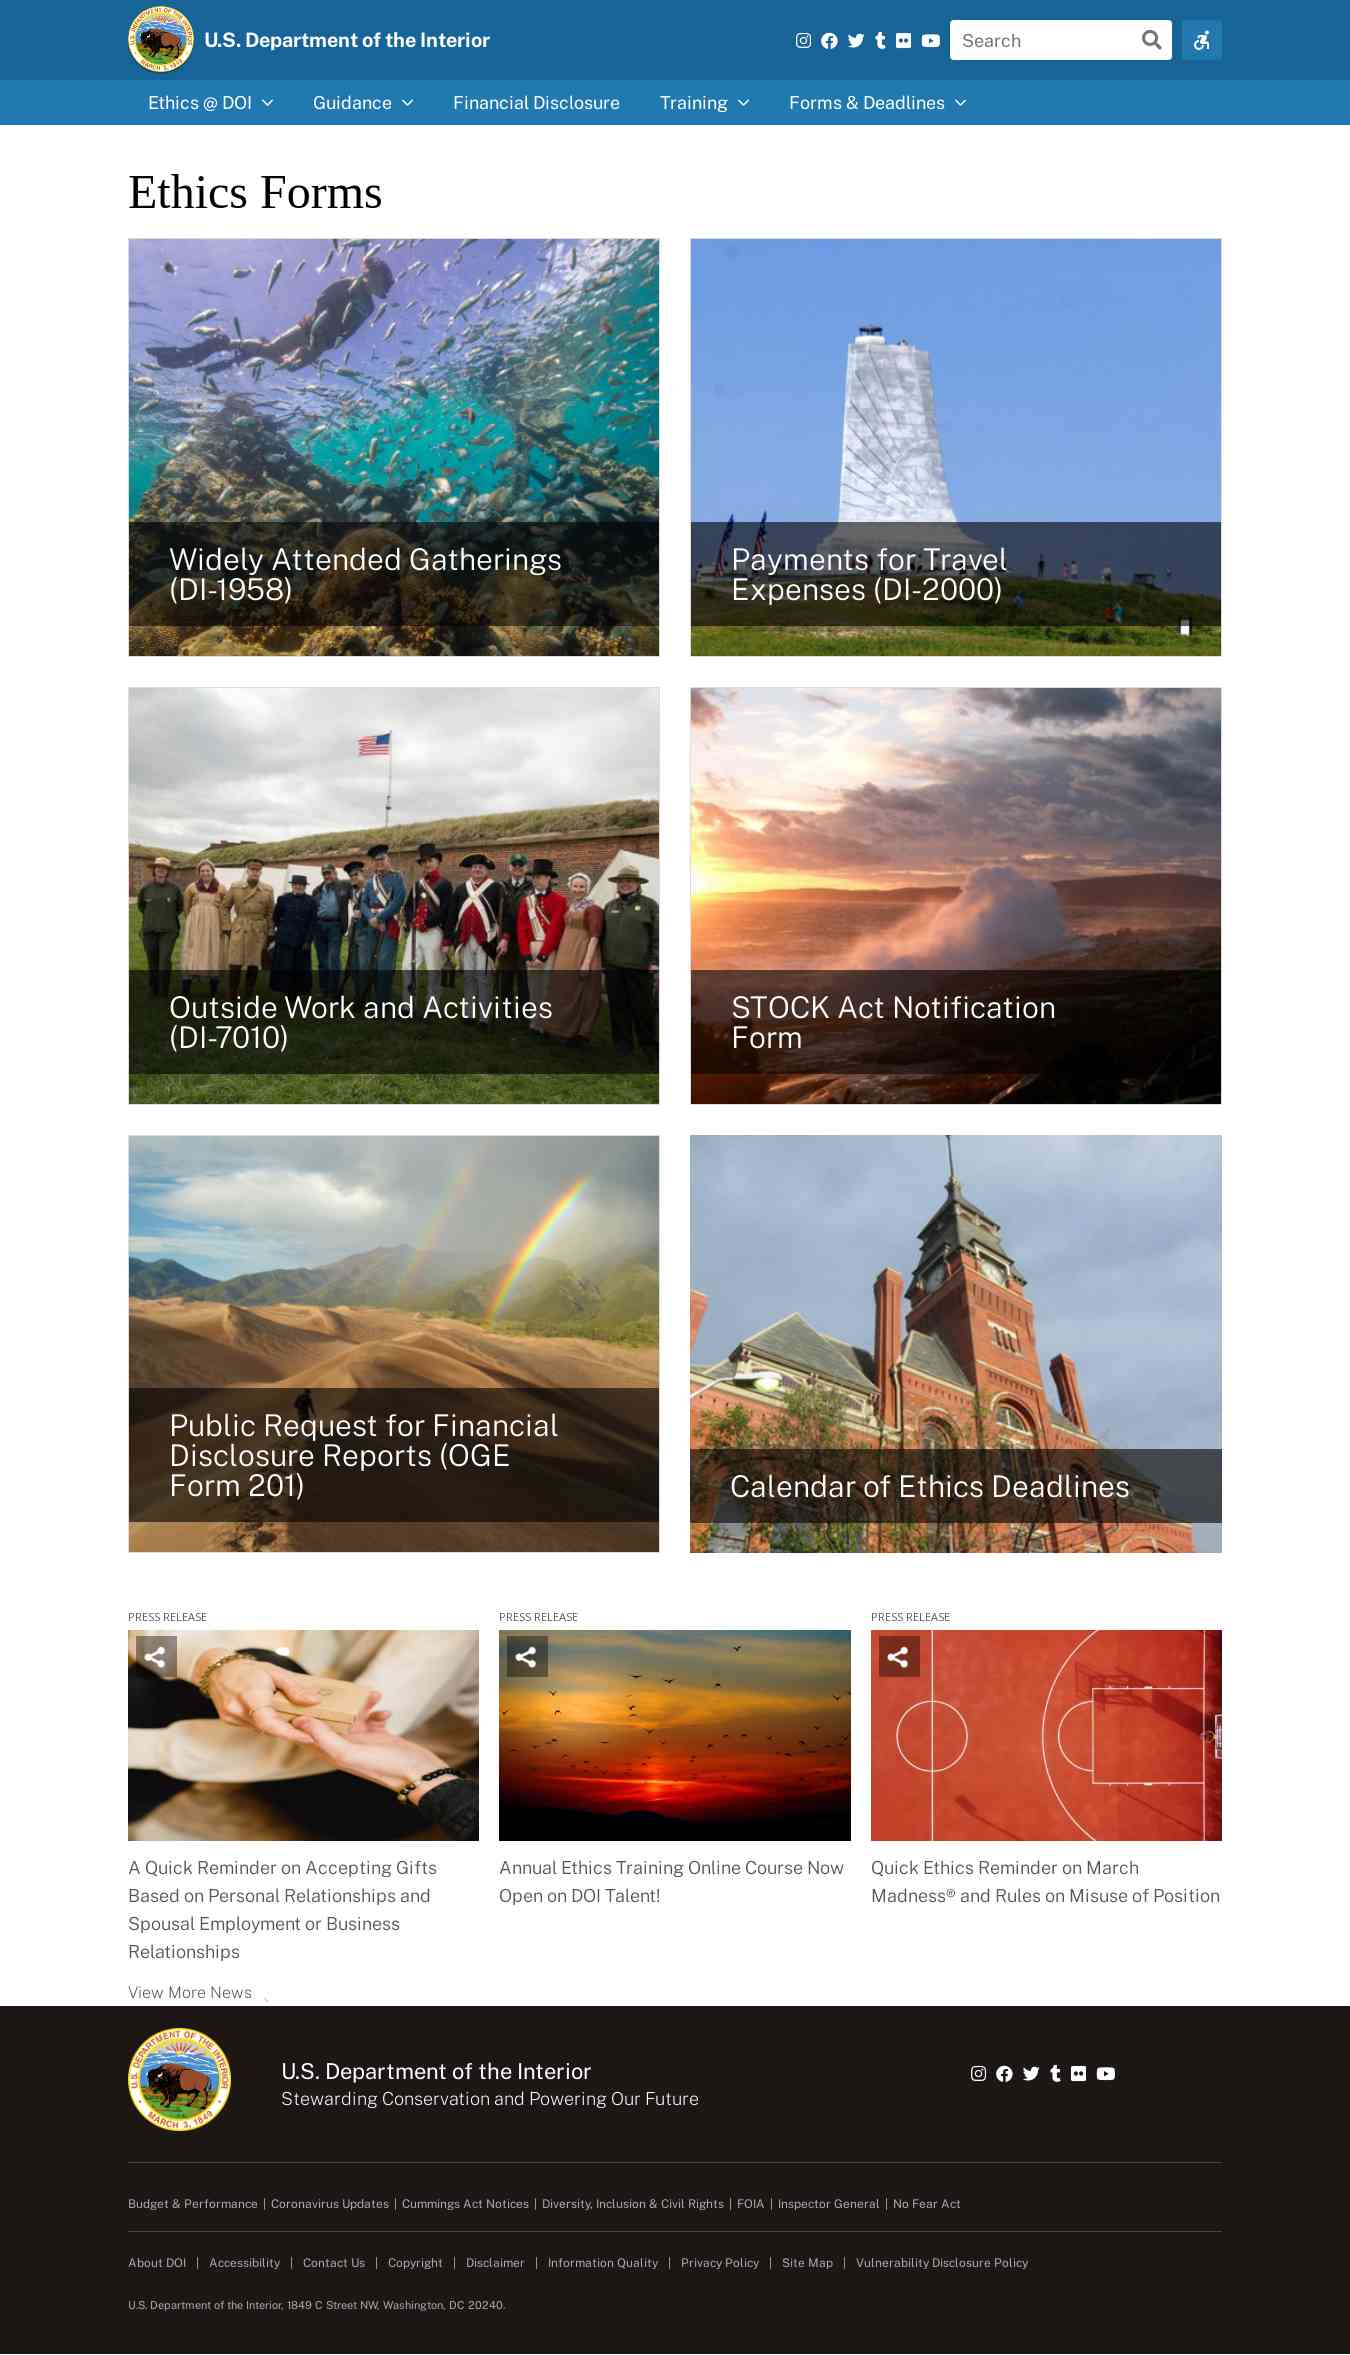 U.S. Department of the Interior
Search
Ethics @ DOI
Guidance
Financial Disclosure
Training
Forms & Deadlines
Ethics Forms
Widely Attended Gatherings
(DI-1958)
Payments for Travel
Expenses (DI-2000)
Outside Work and Activities
(DI-7010)
STOCK Act Notification
Form
Public Request for Financial
Disclosure Reports (OGE
Form 201)
Calendar of Ethics Deadlines
PRESS RELEASE
A Quick Reminder on Accepting Gifts
Based on Personal Relationships and
Spousal Employment or Business
Relationships
PRESS RELEASE
Annual Ethics Training Online Course Now
Open on DOI Talent!
PRESS RELEASE
Quick Ethics Reminder on March
Madness® and Rules on Misuse of Position
View More News
U.S. DEPARTMENT OF THE INTERIOR
MARCH 3, 1849
U.S. Department of the Interior
Stewarding Conservation and Powering Our Future
Budget & Performance | Coronavirus Updates | Cummings Act Notices | Diversity, Inclusion & Civil Rights | FOIA | Inspector General | No Fear Act
About DOI | Accessibility | Contact Us | Copyright | Disclaimer | Information Quality | Privacy Policy | Site Map | Vulnerability Disclosure Policy
U.S. Department of the Interior, 1849 C Street NW, Washington, DC 20240.